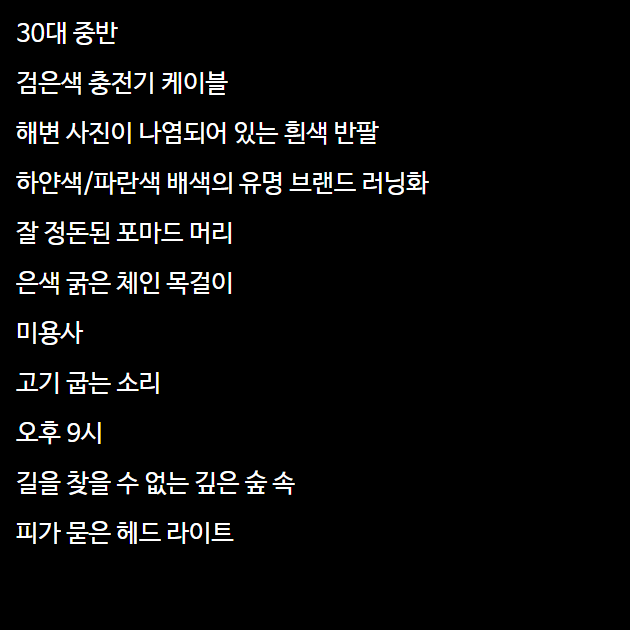 30대 중반
검은색 충전기 케이블
해변 사진이 나염되어 있는 흰색 반팔
하얀색/파란색 배색의 유명 브랜드 러닝화
잘 정돈된 포마드 머리
은색 굵은 체인 목걸이
미용사
고기 굽는 소리
오후 9시
길을 찾을 수 없는 깊은 숲 속
피가 묻은 헤드 라이트